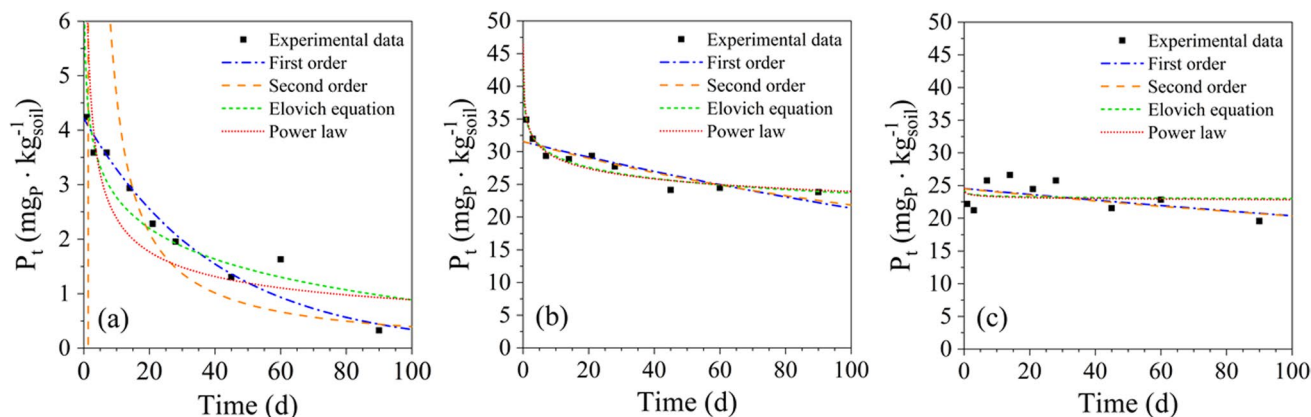 6
5
4
3
2
1
0
P_t (mg_P · kg_soil^-1)
Experimental data
First order
Second order
Elovich equation
Power law
(a)
0 20 40 60 80 100
Time (d)
50
45
40
35
30
25
20
15
10
5
0
P_t (mg_P · kg_soil^-1)
Experimental data
First order
Second order
Elovich equation
Power law
(b)
0 20 40 60 80 100
Time (d)
50
45
40
35
30
25
20
15
10
5
0
P_t (mg_P · kg_soil^-1)
Experimental data
First order
Second order
Elovich equation
Power law
(c)
0 20 40 60 80 100
Time (d)